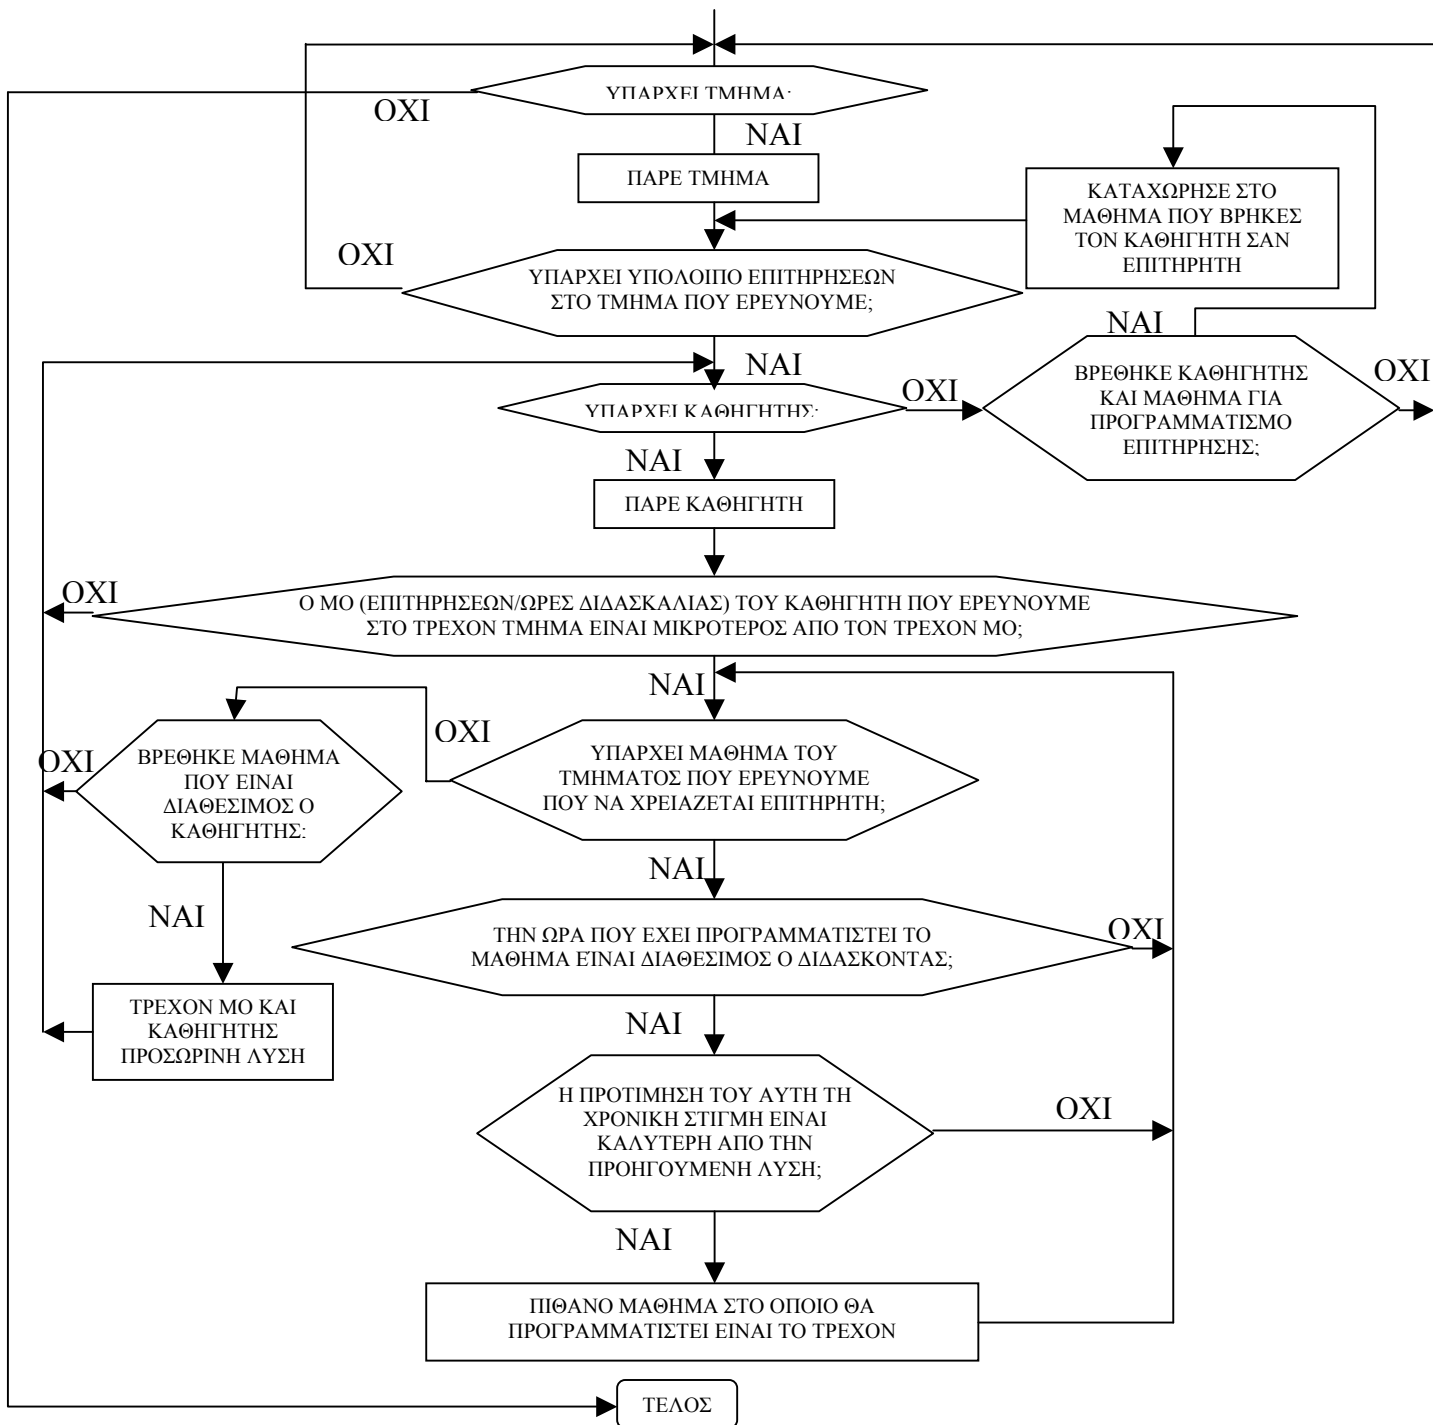 ΥΠΑΡΧΕΙ ΤΜΗΜΑ;
ΟΧΙ
ΝΑΙ
ΠΑΡΕ ΤΜΗΜΑ
ΚΑΤΑΧΩΡΗΣΕ ΣΤΟ
ΜΑΘΗΜΑ ΠΟΥ ΒΡΗΚΕΣ
ΤΟΝ ΚΑΘΗΓΗΤΗ ΣΑΝ
ΕΠΙΤΗΡΗΤΗ
ΟΧΙ
ΥΠΑΡΧΕΙ ΥΠΟΛΟΙΠΟ ΕΠΙΤΗΡΗΣΕΩΝ
ΣΤΟ ΤΜΗΜΑ ΠΟΥ ΕΡΕΥΝΟΥΜΕ;
ΝΑΙ
ΝΑΙ
ΥΠΑΡΧΕΙ ΚΑΘΗΓΗΤΗΣ;
ΟΧΙ
ΒΡΕΘΗΚΕ ΚΑΘΗΓΗΤΗΣ
ΚΑΙ ΜΑΘΗΜΑ ΓΙΑ
ΠΡΟΓΡΑΜΜΑΤΙΣΜΟ
ΕΠΙΤΗΡΗΣΗΣ;
ΟΧΙ
ΝΑΙ
ΠΑΡΕ ΚΑΘΗΓΗΤΗ
ΟΧΙ
Ο ΜΟ (ΕΠΙΤΗΡΗΣΕΩΝ/ΩΡΕΣ ΔΙΔΑΣΚΑΛΙΑΣ) ΤΟΥ ΚΑΘΗΓΗΤΗ ΠΟΥ ΕΡΕΥΝΟΥΜΕ
ΣΤΟ ΤΡΕΧΟΝ ΤΜΗΜΑ ΕΙΝΑΙ ΜΙΚΡΟΤΕΡΟΣ ΑΠΟ ΤΟΝ ΤΡΕΧΟΝ ΜΟ;
ΝΑΙ
ΟΧΙ
ΥΠΑΡΧΕΙ ΜΑΘΗΜΑ ΤΟΥ
ΤΜΗΜΑΤΟΣ ΠΟΥ ΕΡΕΥΝΟΥΜΕ
ΠΟΥ ΝΑ ΧΡΕΙΑΖΕΤΑΙ ΕΠΙΤΗΡΗΤΗ;
ΟΧΙ
ΒΡΕΘΗΚΕ ΜΑΘΗΜΑ
ΠΟΥ ΕΙΝΑΙ
ΔΙΑΘΕΣΙΜΟΣ Ο
ΚΑΘΗΓΗΤΗΣ;
ΝΑΙ
ΝΑΙ
ΤΗΝ ΩΡΑ ΠΟΥ ΕΧΕΙ ΠΡΟΓΡΑΜΜΑΤΙΣΤΕΙ ΤΟ
ΜΑΘΗΜΑ ΕΊΝΑΙ ΔΙΑΘΕΣΙΜΟΣ Ο ΔΙΔΑΣΚΟΝΤΑΣ;
ΟΧΙ
ΤΡΕΧΟΝ ΜΟ ΚΑΙ
ΚΑΘΗΓΗΤΗΣ
ΠΡΟΣΩΡΙΝΗ ΛΥΣΗ
ΝΑΙ
Η ΠΡΟΤΙΜΗΣΗ ΤΟΥ ΑΥΤΗ ΤΗ
ΧΡΟΝΙΚΗ ΣΤΙΓΜΗ ΕΙΝΑΙ
ΚΑΛΥΤΕΡΗ ΑΠΟ ΤΗΝ
ΠΡΟΗΓΟΥΜΕΝΗ ΛΥΣΗ;
ΟΧΙ
ΝΑΙ
ΠΙΘΑΝΟ ΜΑΘΗΜΑ ΣΤΟ ΟΠΟΙΟ ΘΑ
ΠΡΟΓΡΑΜΜΑΤΙΣΤΕΙ ΕΙΝΑΙ ΤΟ ΤΡΕΧΟΝ
ΤΕΛΟΣ